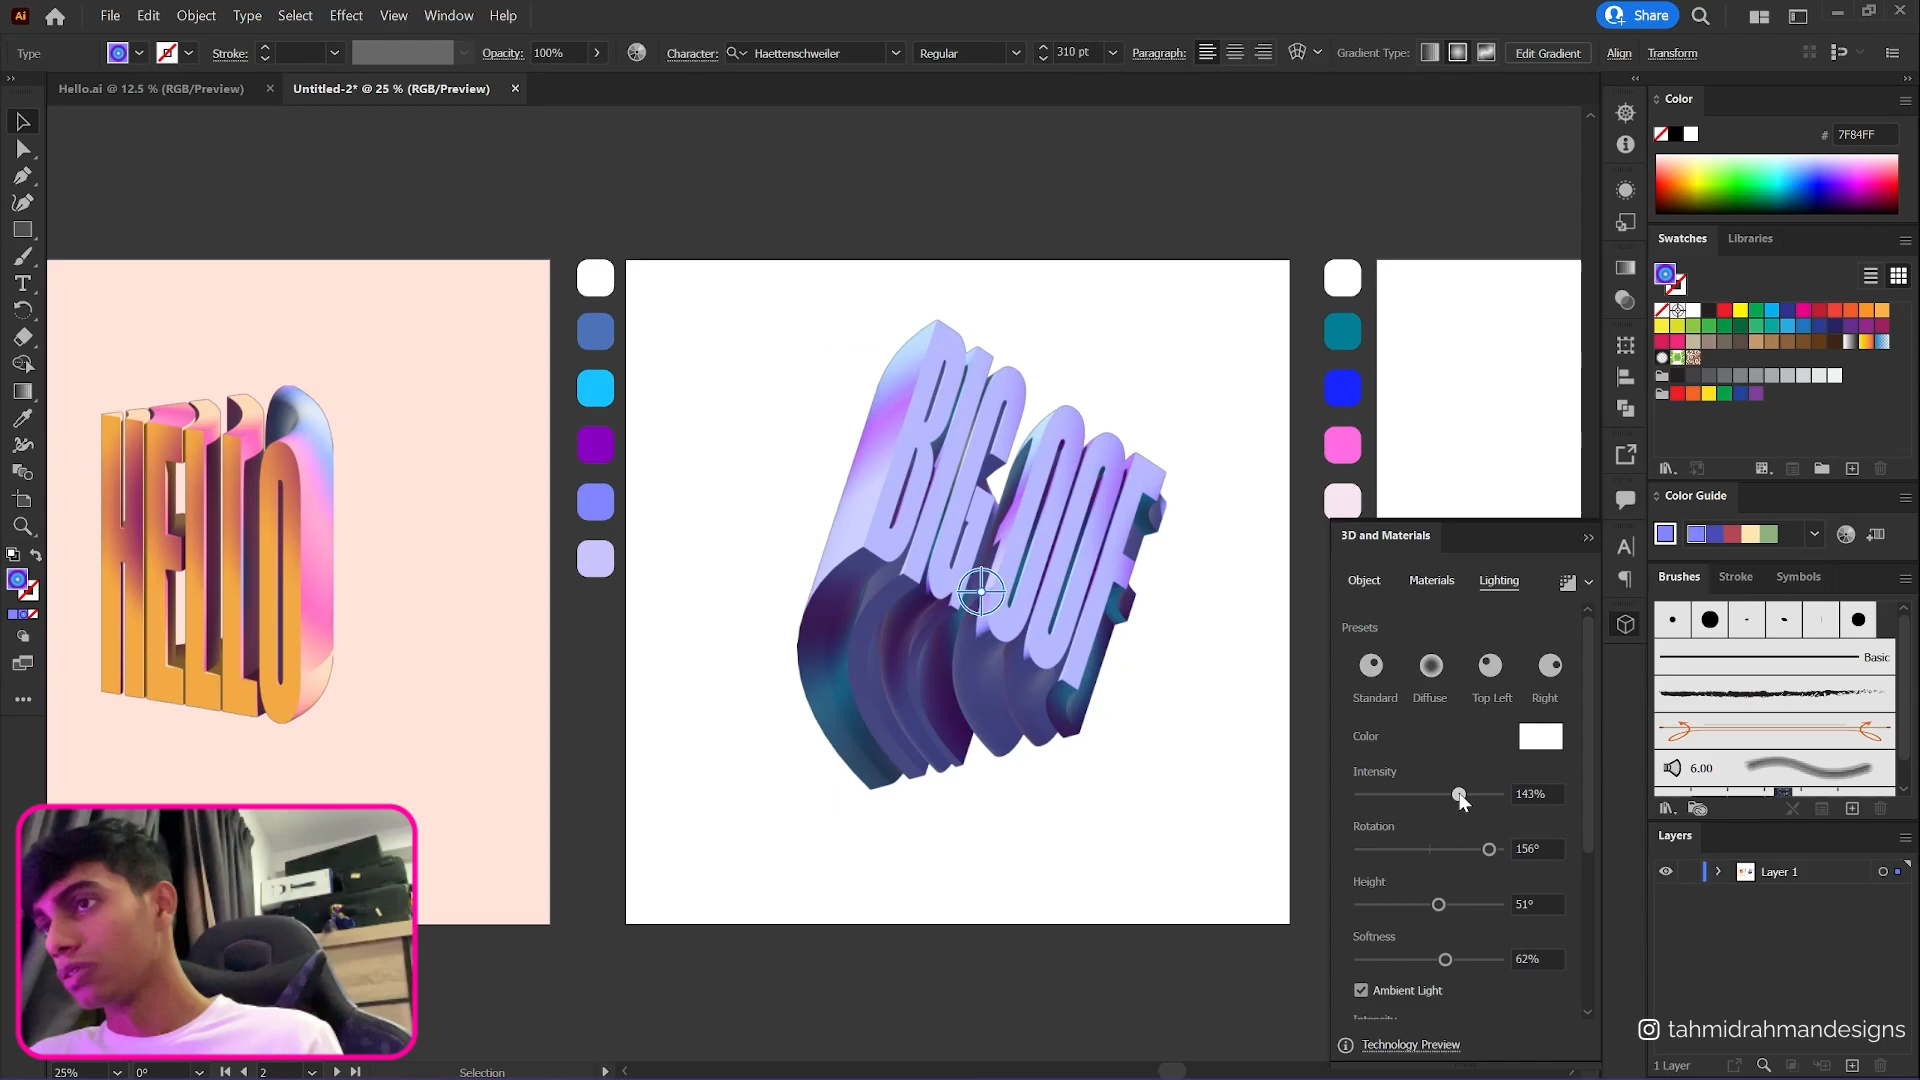 Ai File Edit Object Type Select Effect View Window Help Share
Type Stroke: Opacity: 100% Character: Haettenschweiler Regular 310 pt Paragraph: Gradient Type: Edit Gradient Align Transform
Hello.ai @ 12.5 % (RGB/Preview) Untitled-2* @ 25 % (RGB/Preview)
Color
# 7F84FF
Swatches Libraries
HELLO
BIG OOF
3D and Materials
Object Materials Lighting
Presets
Standard Diffuse Top Left Right
Color
Intensity
143%
Rotation
156°
Height
51°
Softness
62%
Ambient Light
Technology Preview
Color Guide
Brushes Stroke Symbols
Basic
6.00
Layers
Layer 1
tahmidrahmandesigns
1 Layer
25% 0° 2 Selection